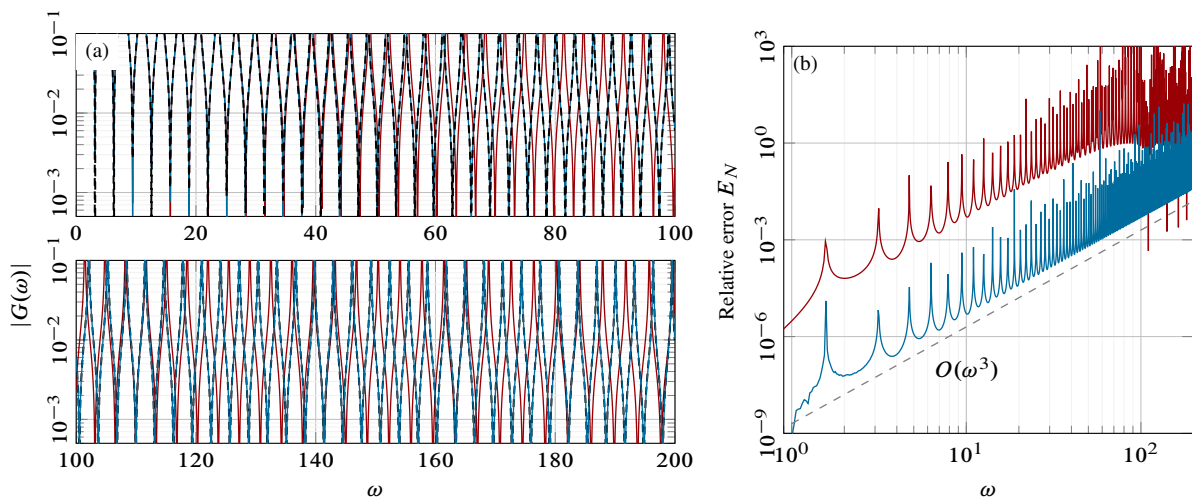 (a)
10^{-1}
10^{-2}
10^{-3}
0 20 40 60 80 100
|G(ω)|
10^{-1}
10^{-2}
10^{-3}
100 120 140 160 180 200
ω
(b)
Relative error E_N
10^3
10^0
10^{-3}
10^{-6}
10^{-9}
O(ω^3)
10^0 10^1 10^2
ω